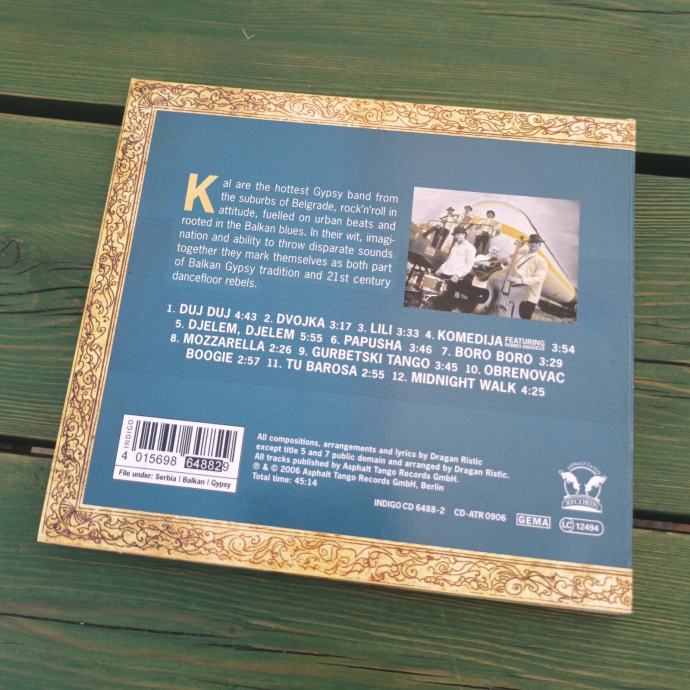 Kal are the hottest Gypsy band from
the suburbs of Belgrade, rock'n'roll in
attitude, fuelled on urban beats and
rooted in the Balkan blues. In their wit, imagi-
nation and ability to throw disparate sounds
together they mark themselves as both part
of Balkan Gypsy tradition and 21st century
dancefloor rebels.
1. DUJ DUJ 4:43 2. DVOJKA 3:17 3. LILI 3:33 4. KOMEDIJA FEATURING RAMBO AMADEUS 3:54
5. DJELEM, DJELEM 5:55 6. PAPUSHA 3:46 7. BORO BORO 3:29
8. MOZZARELLA 2:26 9. GURBETSKI TANGO 3:45 10. OBRENOVAC
BOOGIE 2:57 11. TU BAROSA 2:55 12. MIDNIGHT WALK 4:25
INDIGO
4 015698 648829
File under: Serbia | Balkan | Gypsy
All compositions, arrangements and lyrics by Dragan Ristic
except title 5 and 7 public domain and arranged by Dragan Ristic.
All tracks published by Asphalt Tango Records GmbH.
℗ & © 2006 Asphalt Tango Records GmbH, Berlin
Total time: 45:14
INDIGO CD 6488-2 CD-ATR 0906 GEMA LC 12494
ASPHALT TANGO
RECORDS